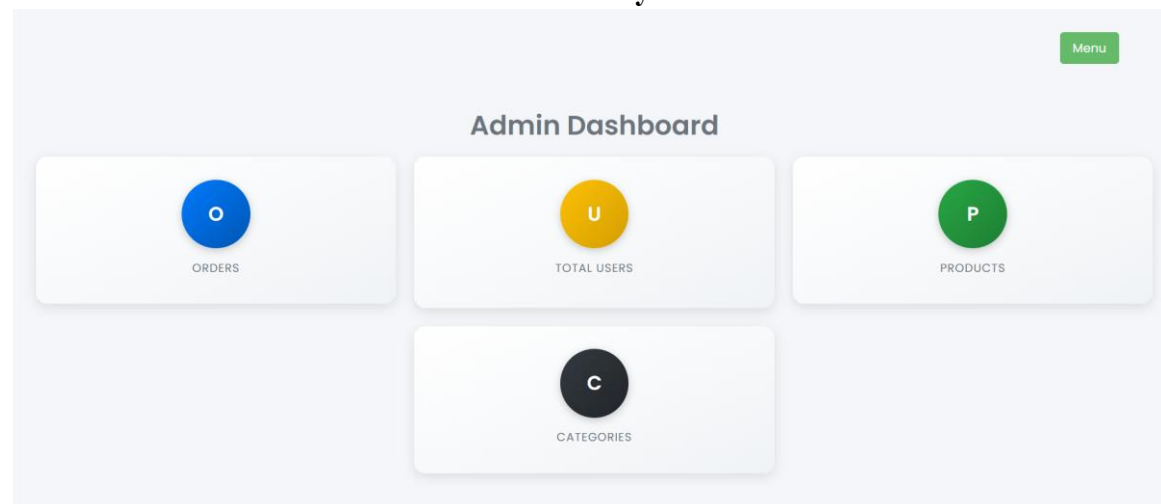 Menu
Admin Dashboard
O
U
P
ORDERS
TOTAL USERS
PRODUCTS
C
CATEGORIES